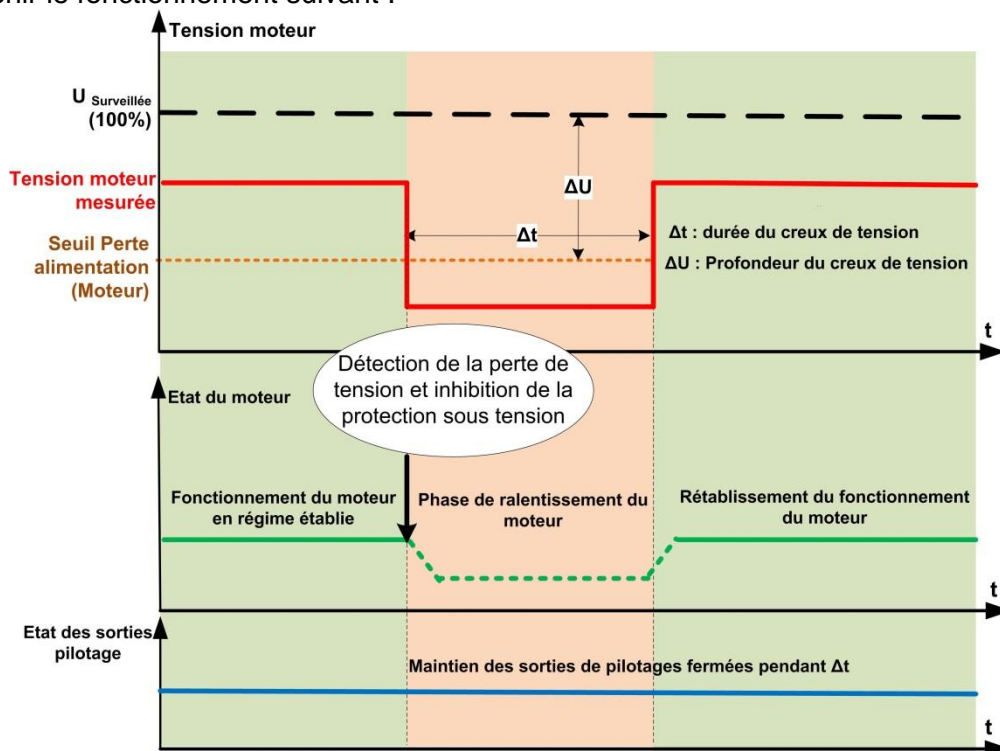 Tension moteur
U Surveillée
(100%)
Tension moteur
mesurée
ΔU
Δt
Seuil Perte
alimentation
(Moteur)
Δt : durée du creux de tension
ΔU : Profondeur du creux de tension
t
Détection de la perte de
tension et inhibition de la
protection sous tension
Etat du moteur
Fonctionnement du moteur
en régime établie
Phase de ralentissement du
moteur
Rétablissement du fonctionnement
du moteur
t
Etat des sorties
pilotage
Maintien des sorties de pilotages fermées pendant Δt
t